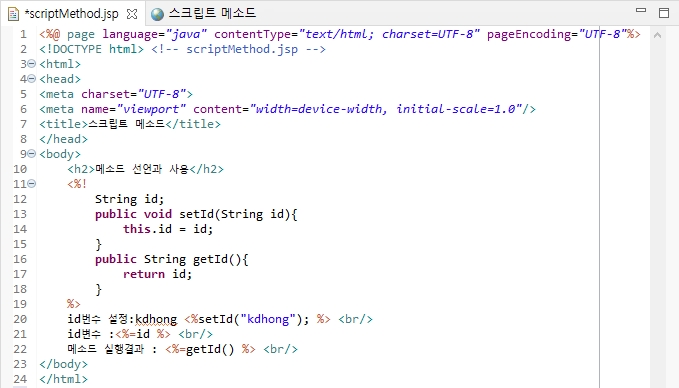 *scriptMethod.jsp 스크립트 메소드
1 <%@ page language="java" contentType="text/html; charset=UTF-8" pageEncoding="UTF-8"%>
2 <!DOCTYPE html> <!-- scriptMethod.jsp -->
3 <html>
4 <head>
5 <meta charset="UTF-8">
6 <meta name="viewport" content="width=device-width, initial-scale=1.0"/>
7 <title>스크립트 메소드</title>
8 </head>
9 <body>
10     <h2>메소드 선언과 사용</h2>
11     <%!
12         String id;
13         public void setId(String id){
14             this.id = id;
15         }
16         public String getId(){
17             return id;
18         }
19     %>
20     id변수 설정:kdhong <%setId("kdhong"); %> <br/>
21     id변수 :<%=id %> <br/>
22     메소드 실행결과 : <%=getId() %> <br/>
23 </body>
24 </html>